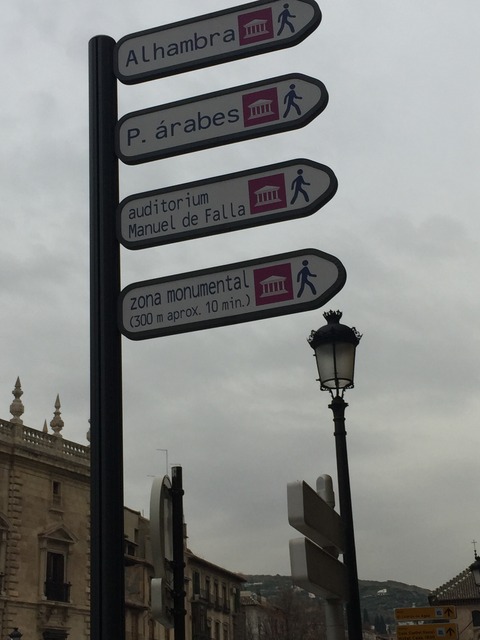 Alhambra
P. árabes
auditorium
Manuel de Falla
zona monumental
(300 m aprox. 10 min.)